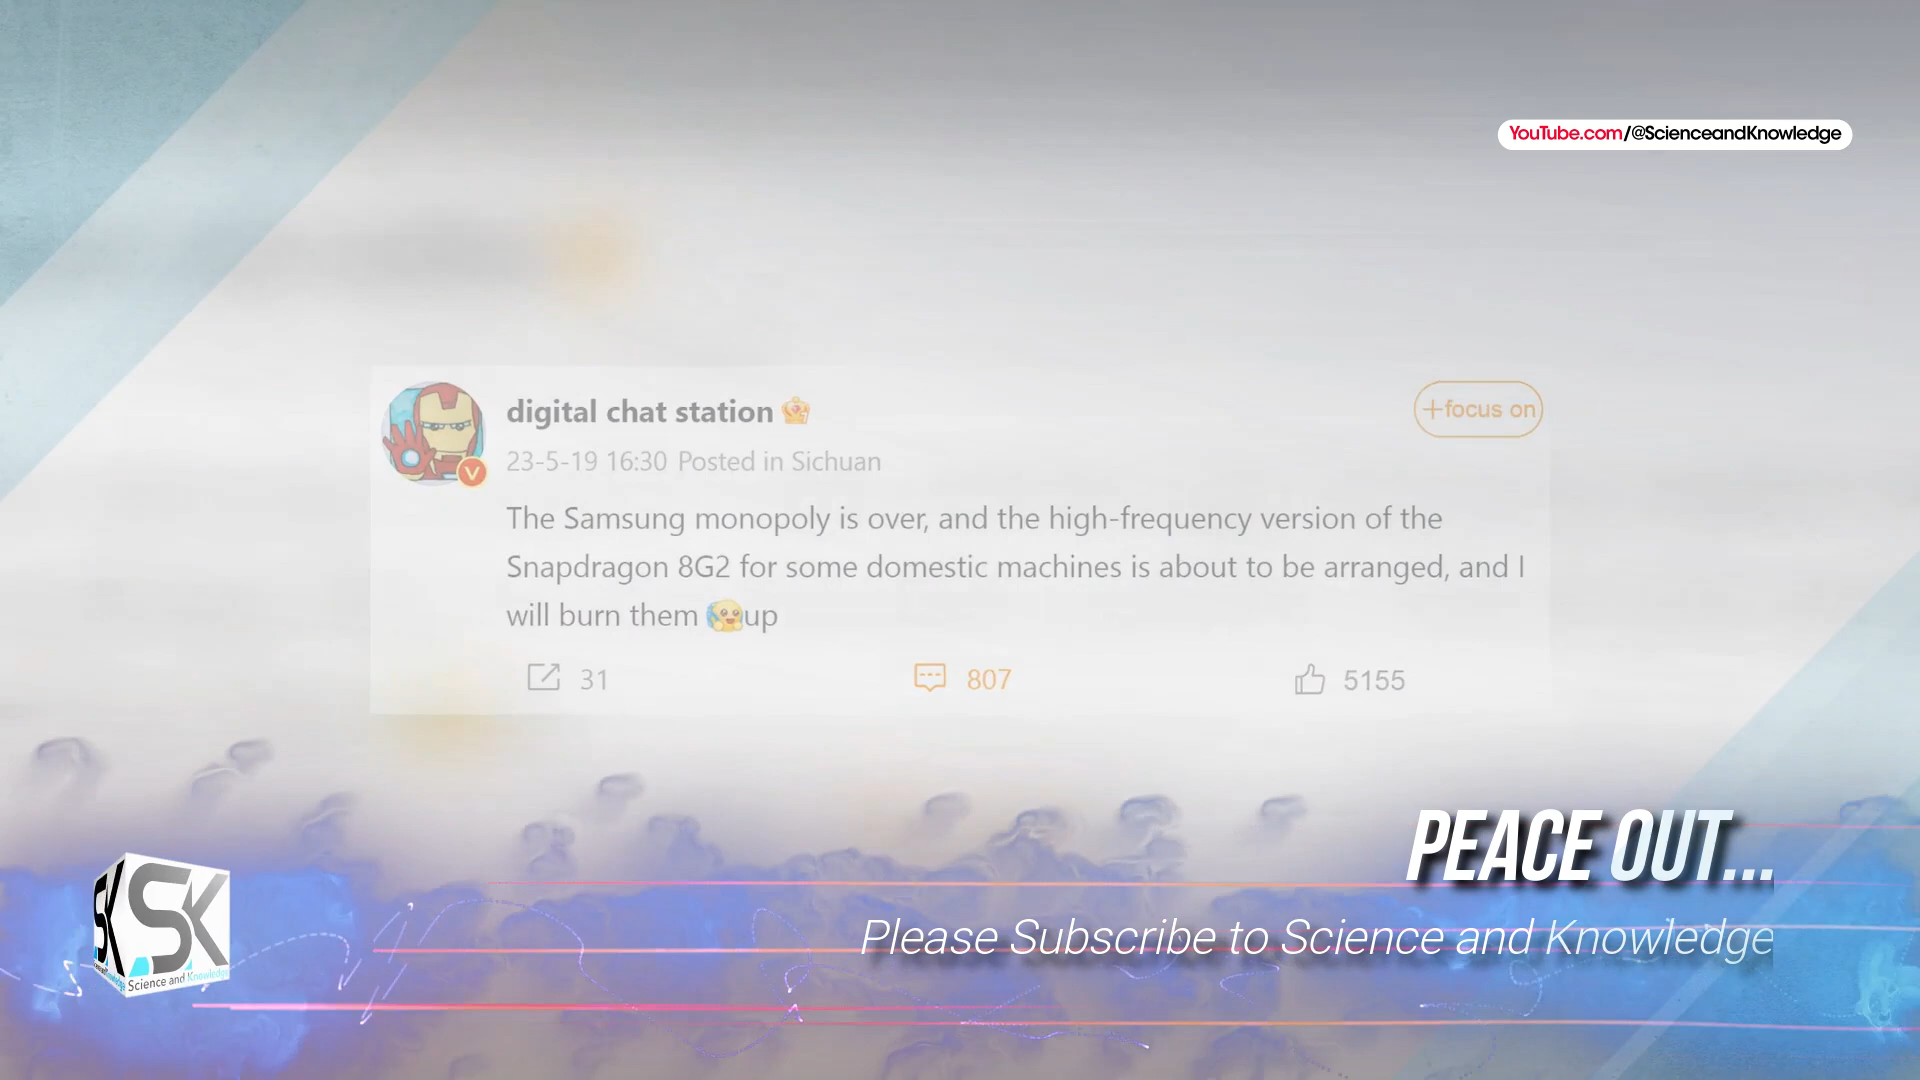 YouTube.com/@ScienceandKnowledge
digital chat station
+focus on
23-5-19 16:30 Posted in Sichuan
The Samsung monopoly is over, and the high-frequency version of the
Snapdragon 8G2 for some domestic machines is about to be arranged, and I
will burn them up
31
807
5155
PEACE OUT...
Please Subscribe to Science and Knowledge
SK
SK
Science and Knowledge